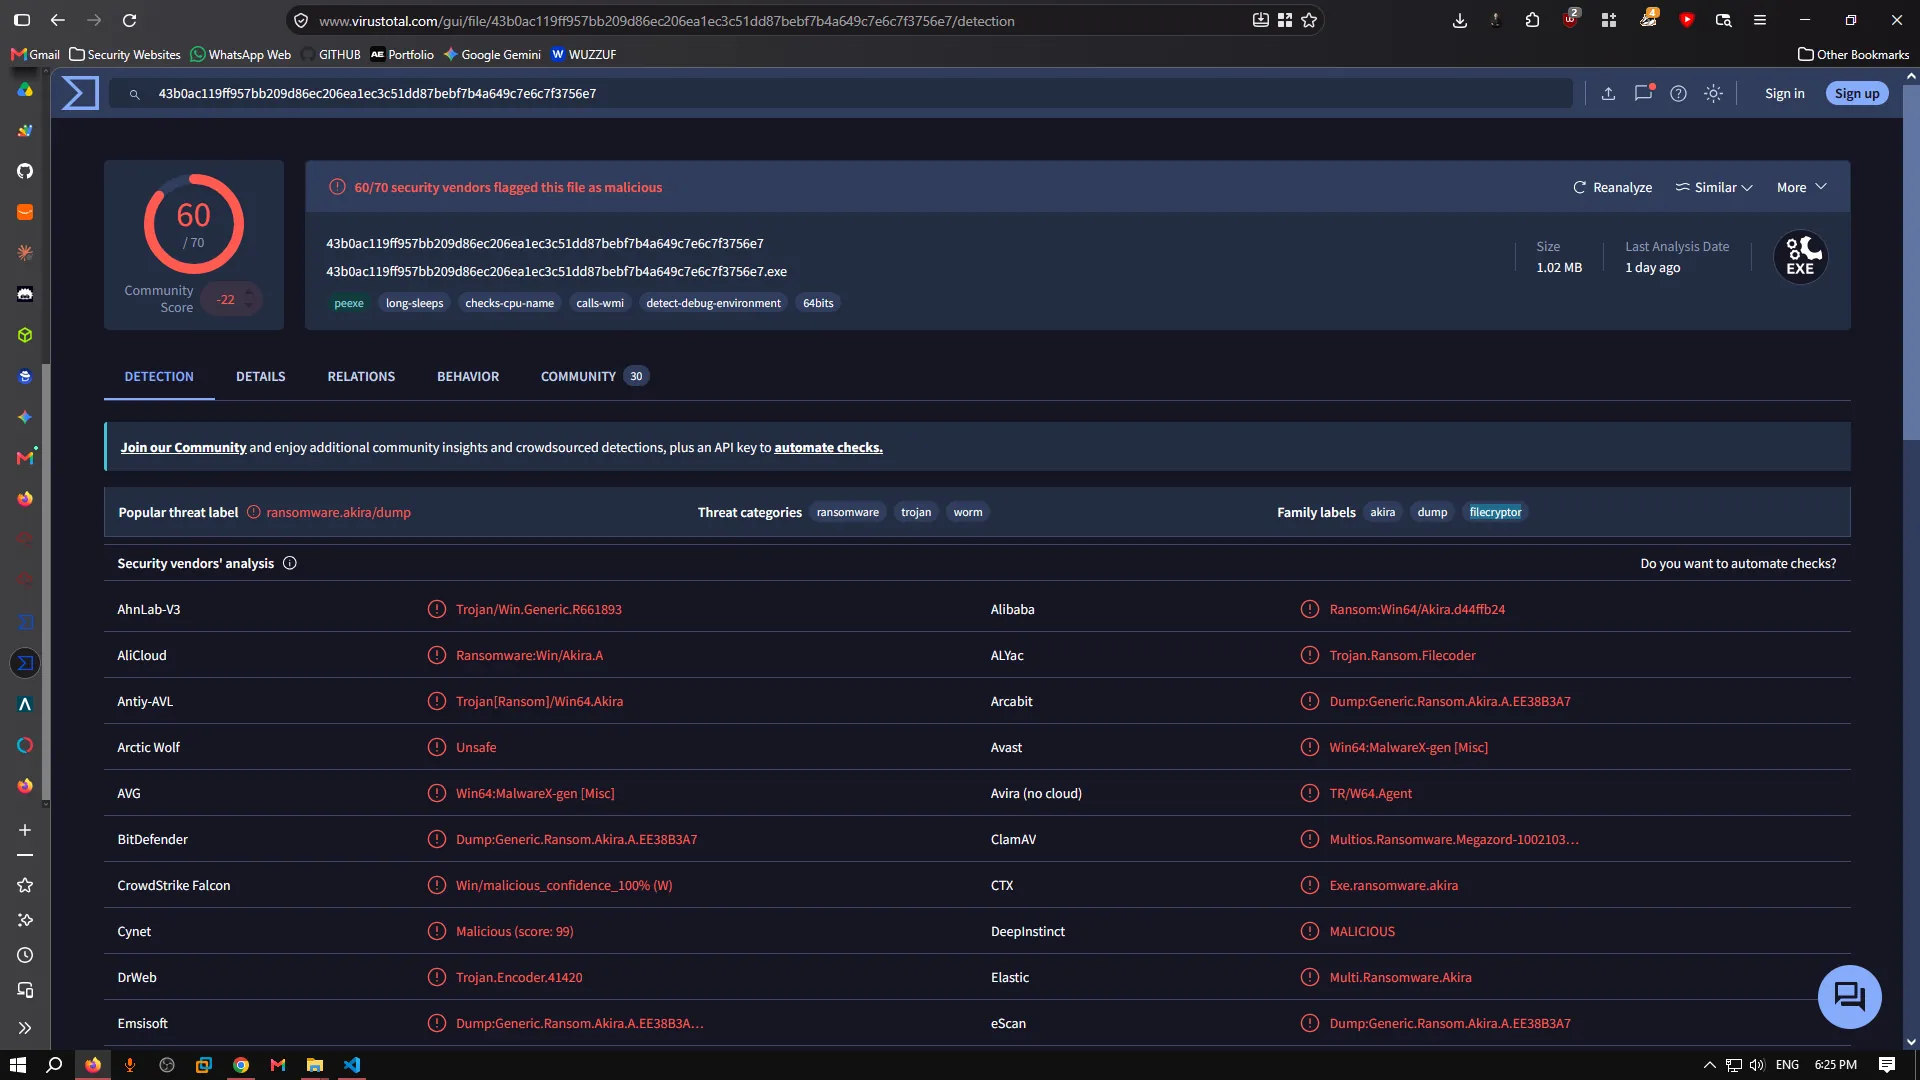 www.virustotal.com/gui/file/43b0ac119ff957bb209d86ec206ea1ec3c51dd87bebf7b4a649c7e6c7f3756e7/detection
2
4
Gmail Security Websites WhatsApp Web GITHUB AE Portfolio Google Gemini W WUZZUF Other Bookmarks
43b0ac119ff957bb209d86ec206ea1ec3c51dd87bebf7b4a649c7e6c7f3756e7
Sign in Sign up
60
/ 70
Community Score -22
60/70 security vendors flagged this file as malicious
Reanalyze Similar More
43b0ac119ff957bb209d86ec206ea1ec3c51dd87bebf7b4a649c7e6c7f3756e7
43b0ac119ff957bb209d86ec206ea1ec3c51dd87bebf7b4a649c7e6c7f3756e7.exe
peexe long-sleeps checks-cpu-name calls-wmi detect-debug-environment 64bits
Size
1.02 MB
Last Analysis Date
1 day ago
EXE
DETECTION DETAILS RELATIONS BEHAVIOR COMMUNITY 30
Join our Community and enjoy additional community insights and crowdsourced detections, plus an API key to automate checks.
Popular threat label ransomware.akira/dump Threat categories ransomware trojan worm Family labels akira dump filecryptor
Security vendors' analysis Do you want to automate checks?
AhnLab-V3 Trojan/Win.Generic.R661893 Alibaba Ransom:Win64/Akira.d44ffb24
AliCloud Ransomware:Win/Akira.A ALYac Trojan.Ransom.Filecoder
Antiy-AVL Trojan[Ransom]/Win64.Akira Arcabit Dump:Generic.Ransom.Akira.A.EE38B3A7
Arctic Wolf Unsafe Avast Win64:MalwareX-gen [Misc]
AVG Win64:MalwareX-gen [Misc] Avira (no cloud) TR/W64.Agent
BitDefender Dump:Generic.Ransom.Akira.A.EE38B3A7 ClamAV Multios.Ransomware.Megazord-1002103…
CrowdStrike Falcon Win/malicious_confidence_100% (W) CTX Exe.ransomware.akira
Cynet Malicious (score: 99) DeepInstinct MALICIOUS
DrWeb Trojan.Encoder.41420 Elastic Multi.Ransomware.Akira
Emsisoft Dump:Generic.Ransom.Akira.A.EE38B3A… eScan Dump:Generic.Ransom.Akira.A.EE38B3A7
ENG 6:25 PM